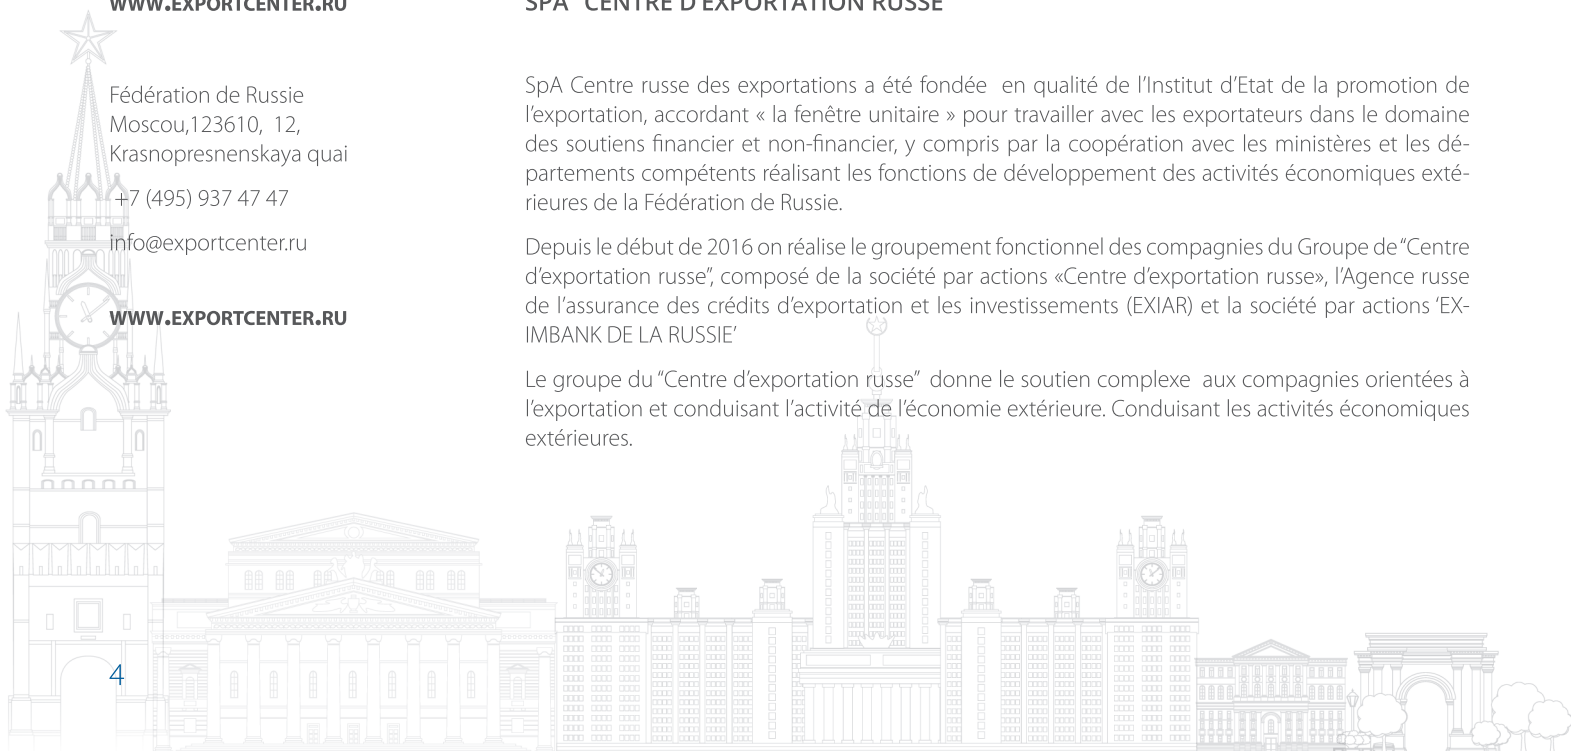 WWW.EXPORTCENTER.RU
Fédération de Russie
Moscou,123610, 12,
Krasnopresnenskaya quai
+7 (495) 937 47 47
info@exportcenter.ru
WWW.EXPORTCENTER.RU
SPA "CENTRE D'EXPORTATION RUSSE"
SpA Centre russe des exportations a été fondée en qualité de l’Institut d’Etat de la promotion de
l’exportation, accordant « la fenêtre unitaire » pour travailler avec les exportateurs dans le domaine
des soutiens financier et non-financier, y compris par la coopération avec les ministères et les dé-
partements compétents réalisant les fonctions de développement des activités économiques exté-
rieures de la Fédération de Russie.
Depuis le début de 2016 on réalise le groupement fonctionnel des compagnies du Groupe de “Centre
d’exportation russe”, composé de la société par actions «Centre d’exportation russe», l’Agence russe
de l’assurance des crédits d’exportation et les investissements (EXIAR) et la société par actions ‘EX-
IMBANK DE LA RUSSIE’
Le groupe du “Centre d’exportation russe” donne le soutien complexe aux compagnies orientées à
l’exportation et conduisant l’activité de l’économie extérieure. Conduisant les activités économiques
extérieures.
4